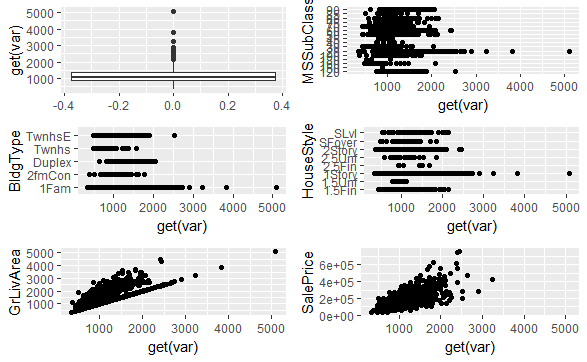 get(var)
5000
4000
3000
2000
1000
-0.4 -0.2 0.0 0.2 0.4
MSSubClass
90
120
1000 2000 3000 4000 5000
get(var)
BldgType
TwnhsE
Twnhs
Duplex
2fmCon
1Fam
1000 2000 3000 4000 5000
get(var)
HouseStyle
SLvl
SFoyer
2Story
2.5Unf
2.5Fin
1Story
1.5Unf
1.5Fin
1000 2000 3000 4000 5000
get(var)
GrLivArea
5000
4000
3000
2000
1000
1000 2000 3000 4000 5000
get(var)
SalePrice
6e+05
4e+05
2e+05
0e+00
1000 2000 3000 4000 5000
get(var)